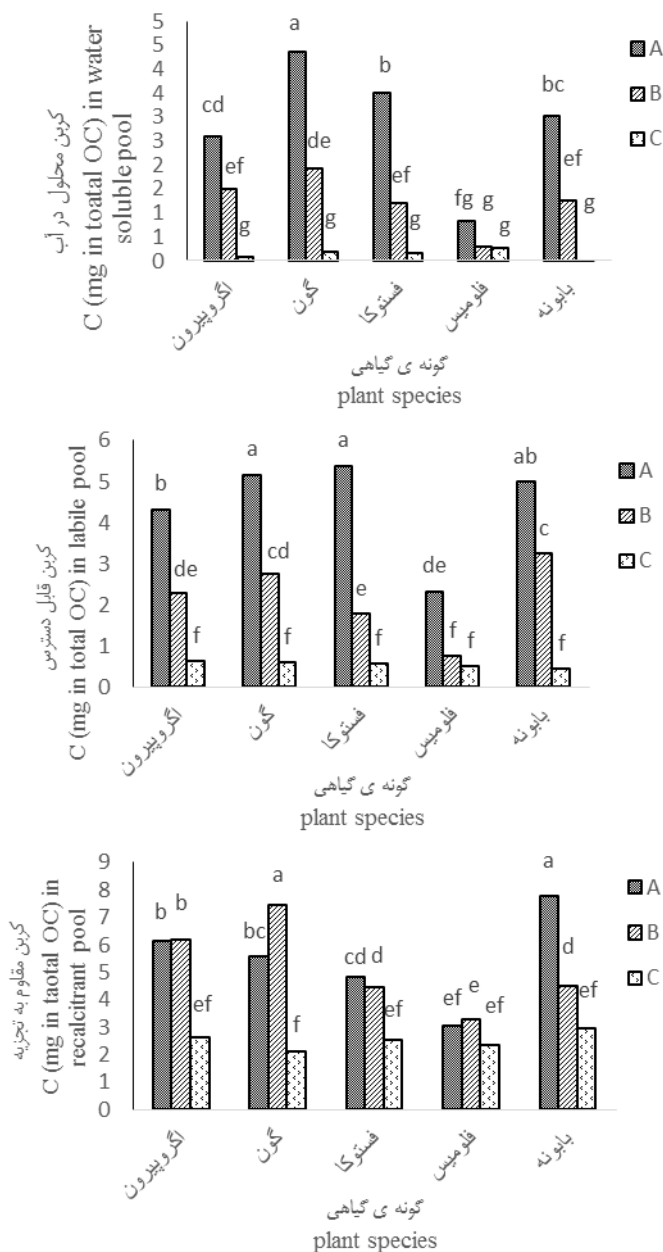 کربن محلول در آب
C (mg in toatal OC) in water
soluble pool
5
5
4
4
3
3
2
2
1
1
0
cd
ef
g
a
de
g
b
ef
g
fg
g
g
bc
ef
g
A
B
C
اگروپیرون
گون
فستوکا
فلومیس
بابونه
گونه ی گیاهی
plant species
کربن قابل دسترس
C (mg in total OC) in labile pool
6
5
4
3
2
1
0
b
de
f
a
cd
f
a
e
f
de
f
f
ab
c
f
A
B
C
اگروپیرون
گون
فستوکا
فلومیس
بابونه
گونه ی گیاهی
plant species
کربن مقاوم به تجزیه
C (mg in taotal OC) in
recalcitrant pool
9
8
7
6
5
4
3
2
1
0
b
b
ef
bc
a
f
cd
d
ef
ef
e
ef
a
d
ef
A
B
C
اگروپیرون
گون
فستوکا
فلومیس
بابونه
گونه ی گیاهی
plant species